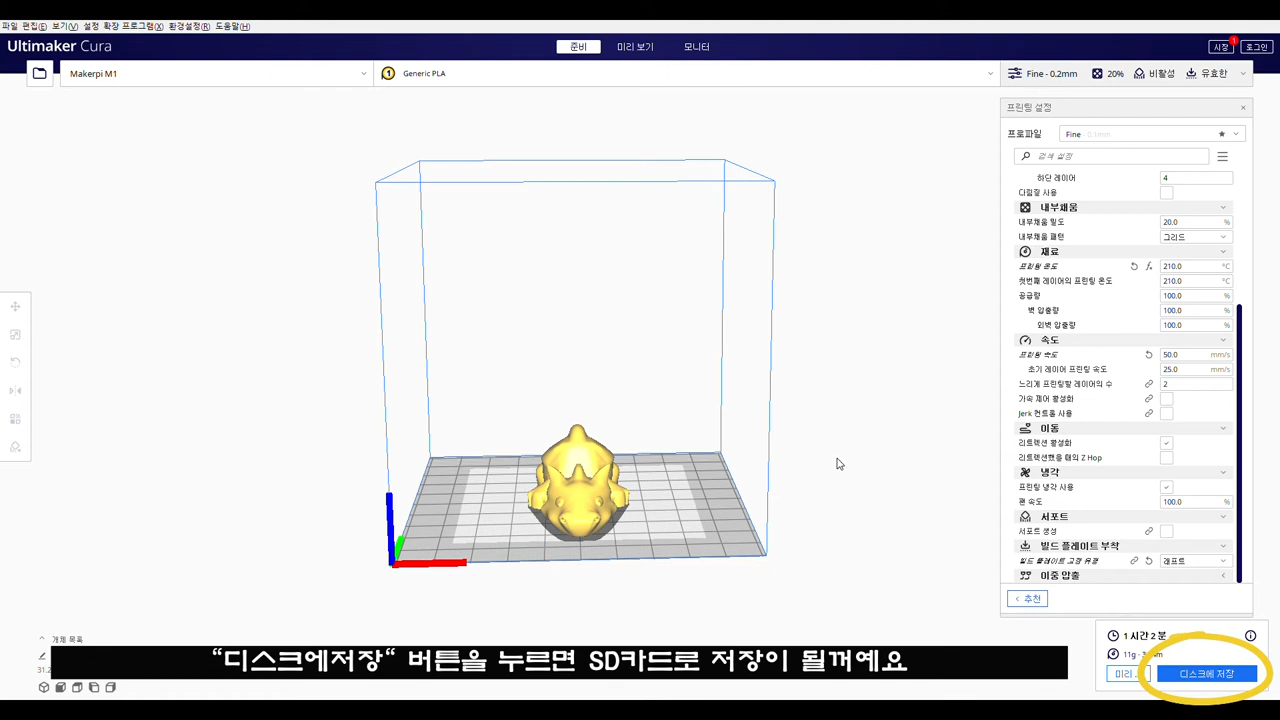 파일 편집(E) 보기(V) 설정 확장 프로그램(X) 환경설정(R) 도움말(H)
Ultimaker Cura
준비
미리 보기
모니터
시장
1
로그인
Makerpi M1
1
Generic PLA
Fine - 0.2mm
20%
비활성
유효한
프린팅 설정
프로파일
Fine - 0.1mm
검색 설정
하단 레이어 4
다림질 사용
내부채움
내부채움 밀도 20.0 %
내부채움 패턴 그리드
재료
프린팅 온도 210.0 °C
첫번째 레이어의 프린팅 온도 210.0 °C
공급량 100.0 %
벽 압출량 100.0 %
외벽 압출량 100.0 %
속도
프린팅 속도 50.0 mm/s
초기 레이어 프린팅 속도 25.0 mm/s
느리게 프린팅할 레이어의 수 2
가속 제어 활성화
Jerk 컨트롤 사용
이동
리트렉션 활성화
리트렉션했을 때의 Z Hop
냉각
프린팅 냉각 사용
팬 속도 100.0 %
서포트
서포트 생성
빌드 플레이트 부착
빌드 플레이트 고정 유형 래프트
이중 압출
추천
개체 목록
31.2
1 시간 2 분
11g
미리
디스크에 저장
“디스크에저장“ 버튼을 누르면 SD카드로 저장이 될꺼예요